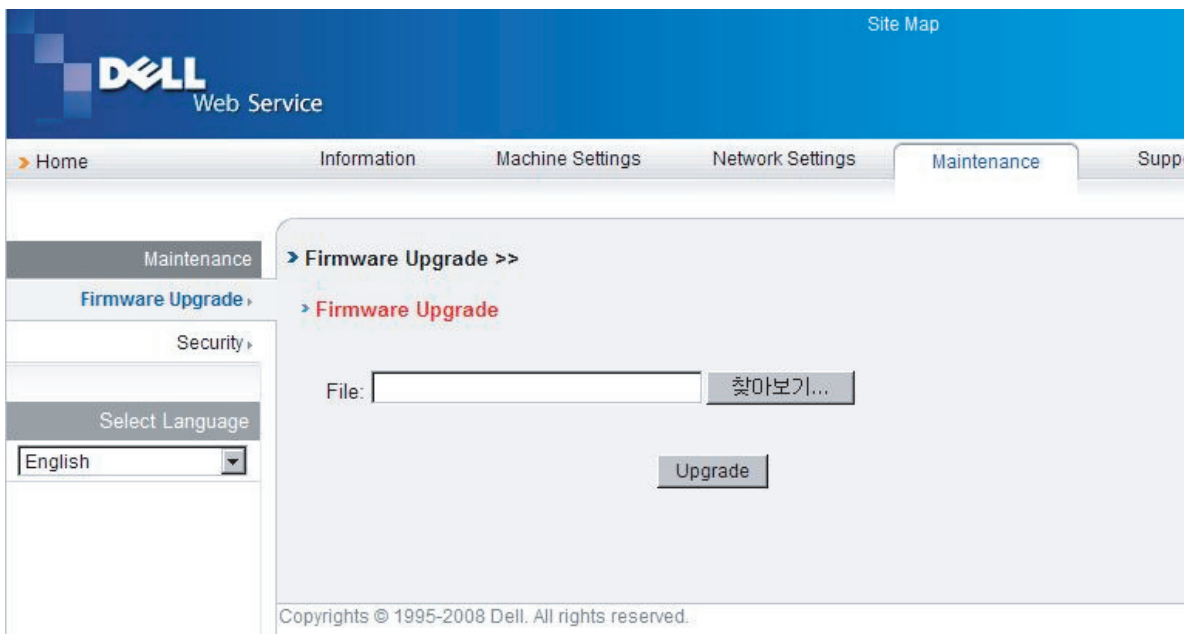 Site Map
DELL
Web Service
Home
Information
Machine Settings
Network Settings
Maintenance
Maintenance
Firmware Upgrade
Security
Select Language
English
Firmware Upgrade >>
Firmware Upgrade
File:
찾아보기...
Upgrade
Copyrights © 1995-2008 Dell. All rights reserved.